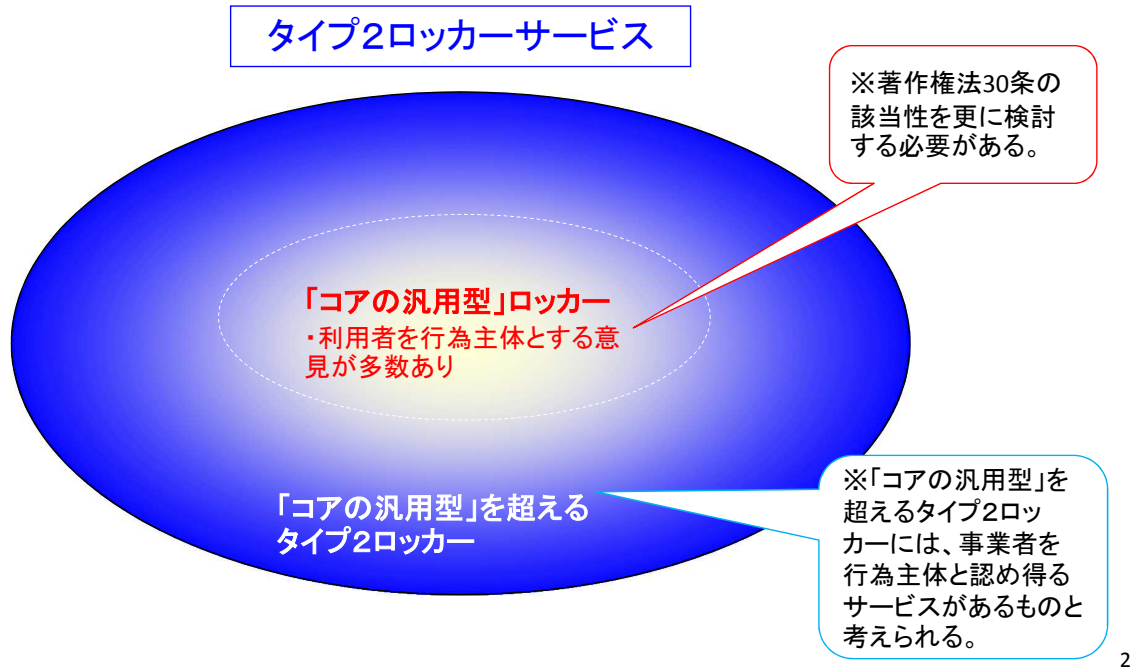 タイプ2ロッカーサービス
※著作権法30条の
該当性を更に検討
する必要がある。
「コアの汎用型」ロッカー
・利用者を行為主体とする意
見が多数あり
「コアの汎用型」を超える
タイプ2ロッカー
※「コアの汎用型」を
超えるタイプ2ロッ
カーには、事業者を
行為主体と認め得る
サービスがあるものと
考えられる。
2